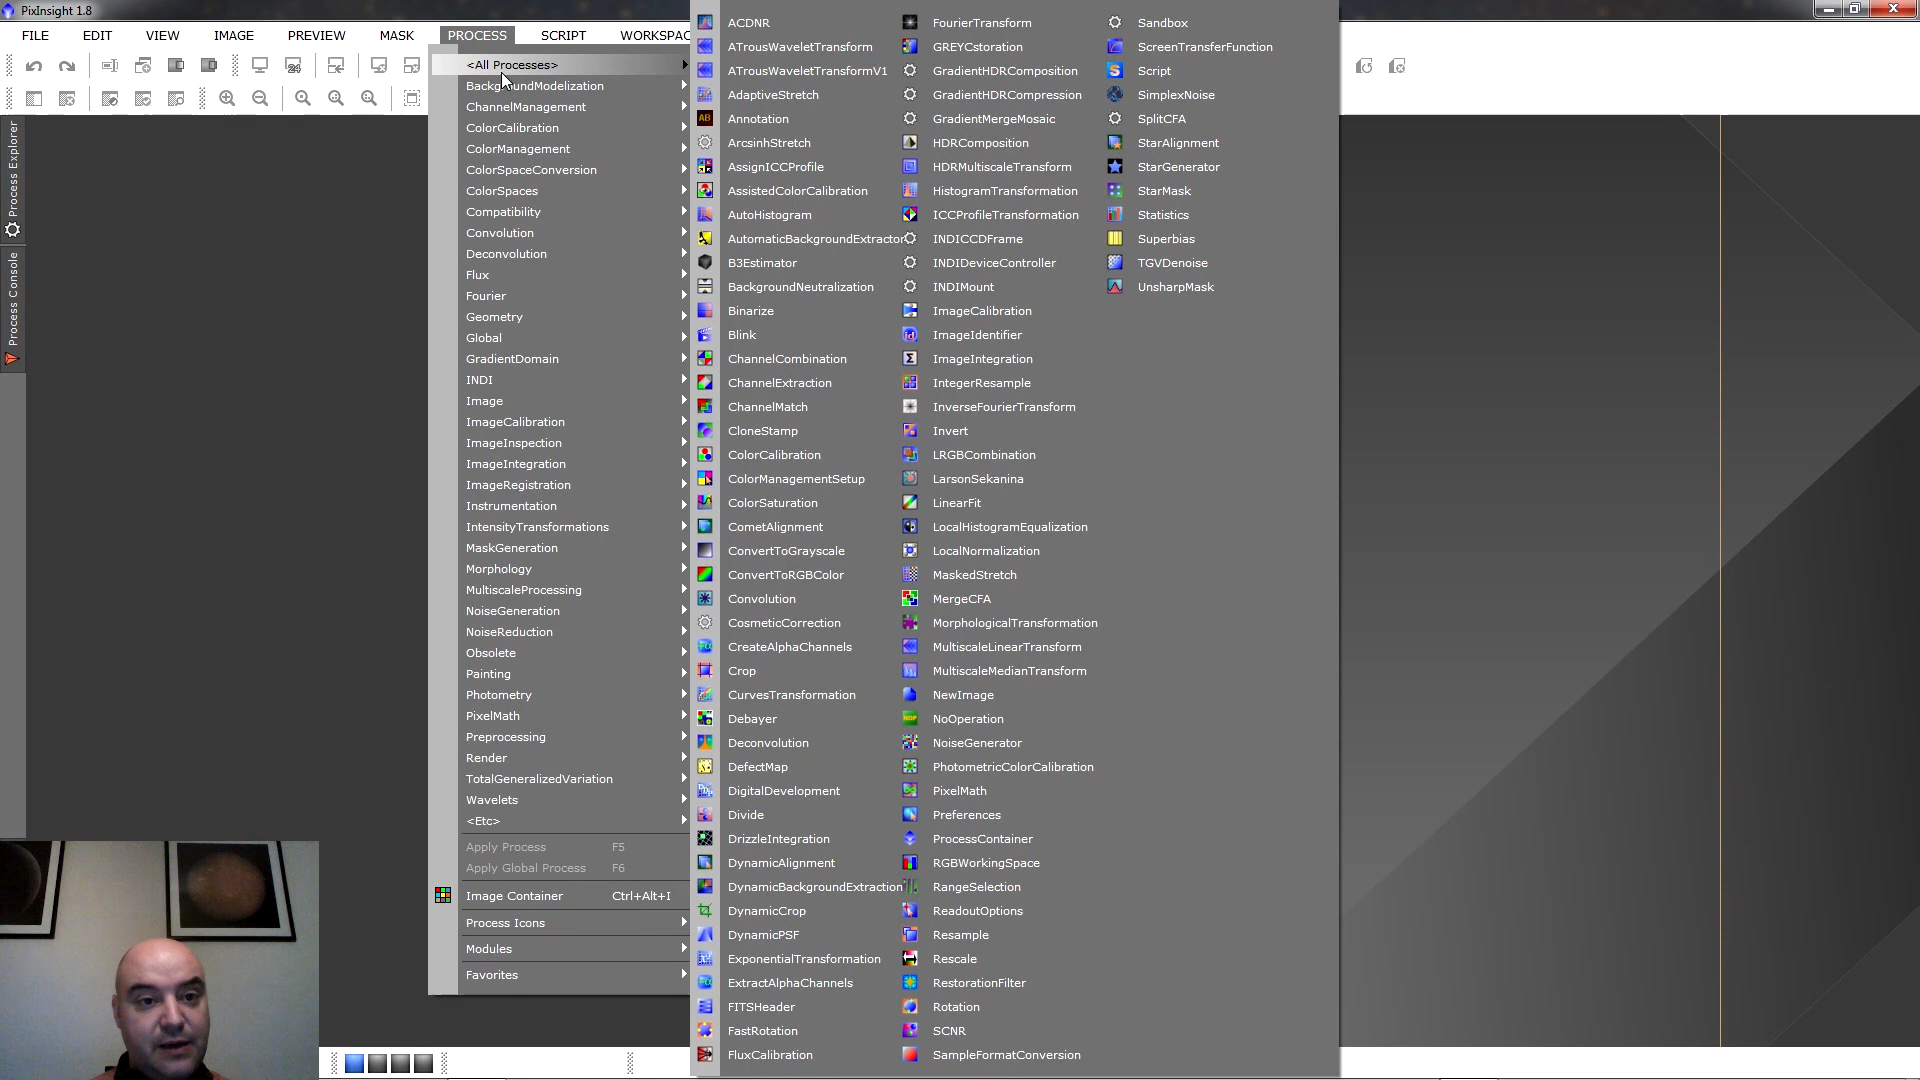 PixInsight 1.8
FILE EDIT VIEW IMAGE PREVIEW MASK PROCESS SCRIPT WORKSPAC
24
Process Explorer
Process Console
<All Processes>
BackgroundModelization
ChannelManagement
ColorCalibration
ColorManagement
ColorSpaceConversion
ColorSpaces
Compatibility
Convolution
Deconvolution
Flux
Fourier
Geometry
Global
GradientDomain
INDI
Image
ImageCalibration
ImageInspection
ImageIntegration
ImageRegistration
Instrumentation
IntensityTransformations
MaskGeneration
Morphology
MultiscaleProcessing
NoiseGeneration
NoiseReduction
Obsolete
Painting
Photometry
PixelMath
Preprocessing
Render
TotalGeneralizedVariation
Wavelets
<Etc>
Apply Process F5
Apply Global Process F6
Image Container Ctrl+Alt+I
Process Icons
Modules
Favorites
ACDNR
ATrousWaveletTransform
ATrousWaveletTransformV1
AdaptiveStretch
AB Annotation
ArcsinhStretch
AssignICCProfile
AssistedColorCalibration
AutoHistogram
AutomaticBackgroundExtractor
B3Estimator
BackgroundNeutralization
Binarize
Blink
ChannelCombination
ChannelExtraction
ChannelMatch
CloneStamp
ColorCalibration
ColorManagementSetup
ColorSaturation
CometAlignment
ConvertToGrayscale
ConvertToRGBColor
Convolution
CosmeticCorrection
CreateAlphaChannels
Crop
CurvesTransformation
Debayer
Deconvolution
DefectMap
DigitalDevelopment
Divide
DrizzleIntegration
DynamicAlignment
DynamicBackgroundExtraction
DynamicCrop
DynamicPSF
ExponentialTransformation
ExtractAlphaChannels
FITSHeader
FastRotation
FluxCalibration
FourierTransform
GREYCstoration
GradientHDRComposition
GradientHDRCompression
GradientMergeMosaic
HDRComposition
HDRMultiscaleTransform
HistogramTransformation
ICCProfileTransformation
INDICCDFrame
INDIDeviceController
INDIMount
ImageCalibration
id ImageIdentifier
Σ ImageIntegration
IntegerResample
InverseFourierTransform
Invert
LRGBCombination
LarsonSekanina
LinearFit
LocalHistogramEqualization
LocalNormalization
MaskedStretch
MergeCFA
MorphologicalTransformation
MultiscaleLinearTransform
MultiscaleMedianTransform
NewImage
NOP NoOperation
NoiseGenerator
PhotometricColorCalibration
PixelMath
Preferences
ProcessContainer
RGBWorkingSpace
RangeSelection
ReadoutOptions
Resample
Rescale
RestorationFilter
Rotation
SCNR
SampleFormatConversion
Sandbox
ScreenTransferFunction
S Script
SimplexNoise
SplitCFA
StarAlignment
StarGenerator
StarMask
Statistics
Superbias
TGVDenoise
UnsharpMask